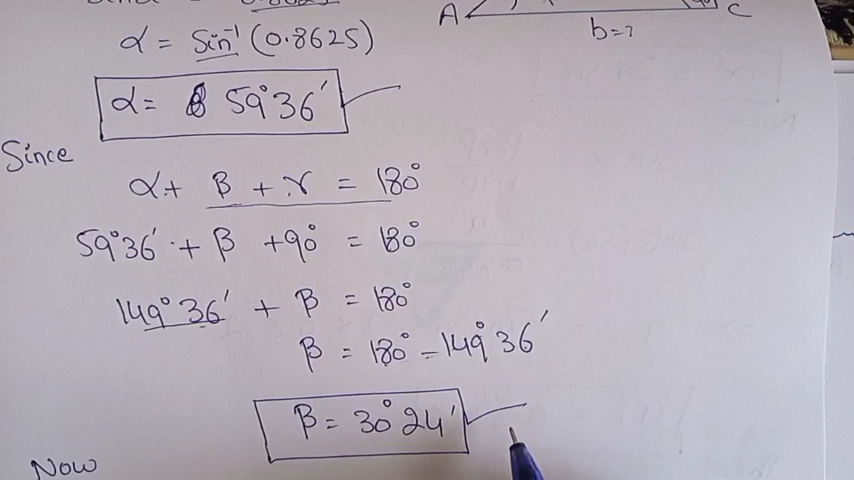 A C
b=?
α = Sin⁻¹ (0.8625)
α = 59°36′
Since
α + β + γ = 180°
59°36′ + β + 90° = 180°
149°36′ + β = 180°
β = 180° - 149°36′
β = 30°24′
Now